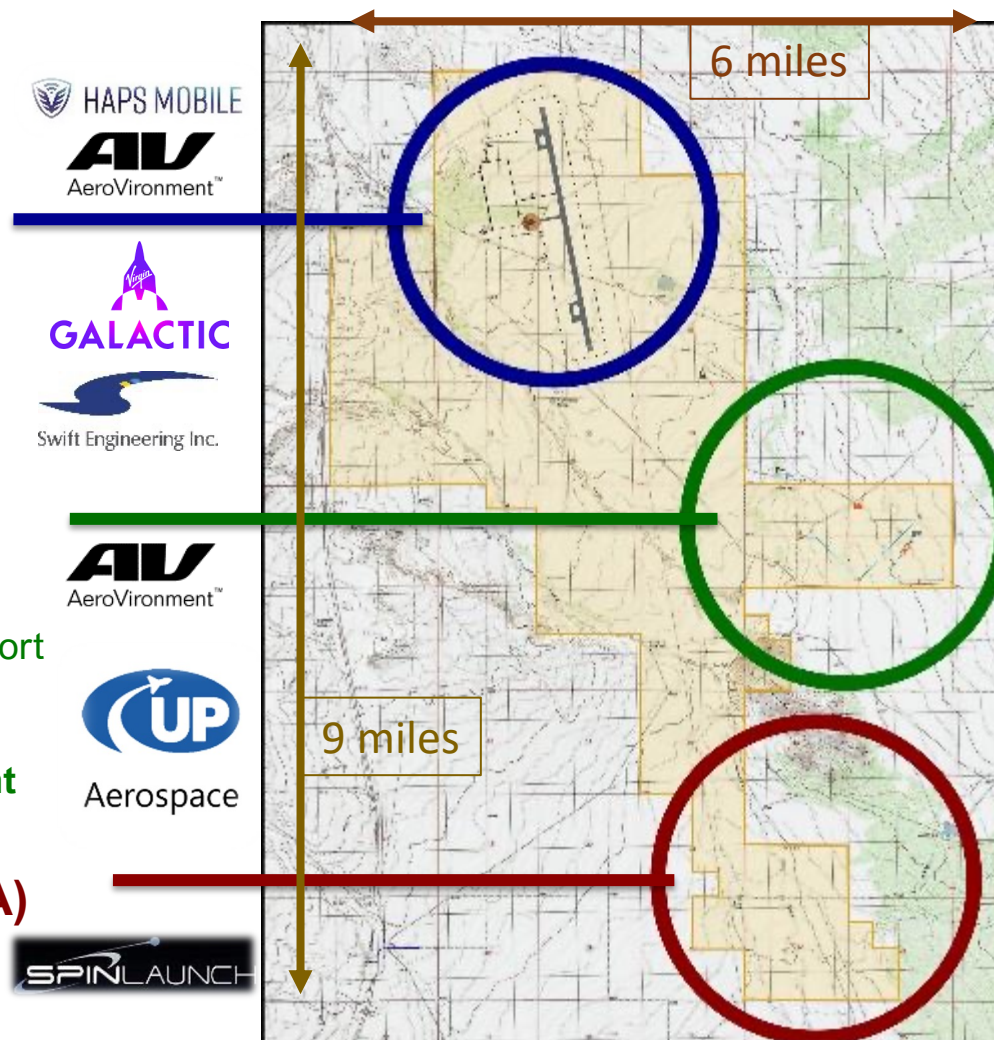 6 miles
HAPS MOBILE
AV
AeroVironment™
Virgin
GALACTIC
Swift Engineering Inc.
AV
AeroVironment™
ort
UP
9 miles
nt
Aerospace
A)
SPINLAUNCH